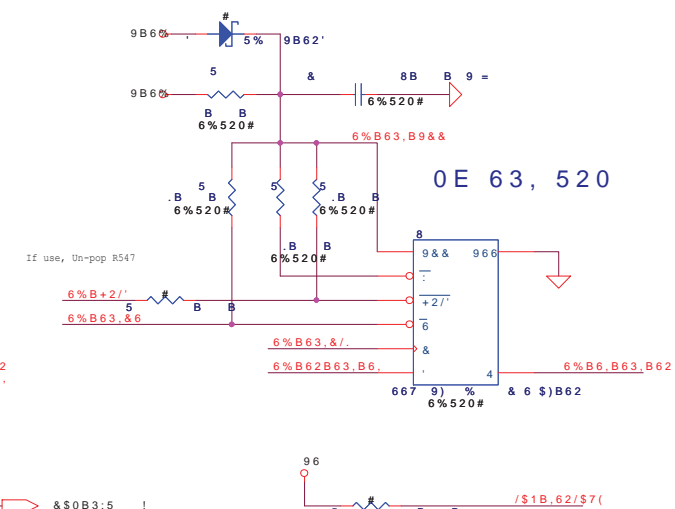 #
9B6%
'
5%
9B62'
5
&
8B B 9 =
9B6%
6%520#
B B
6%520#
6%B63,B9&&
0E 63, 520
5
5
5
.B B
.B B
6%520#
6%520#
8
.B B
9&& 966
If use, Un-pop R547
6%520#
:
6%B+2/'
#
+2/'
5 B B
6%B63,&6
6
6%B63,&/.
&
6%B62B63,B6,
'
4
6%B6,B63,B62
667 9) % & 6 $)B62
6%520#
2
,
96
&$0B3:5 !
#
/$1B,62/$7(